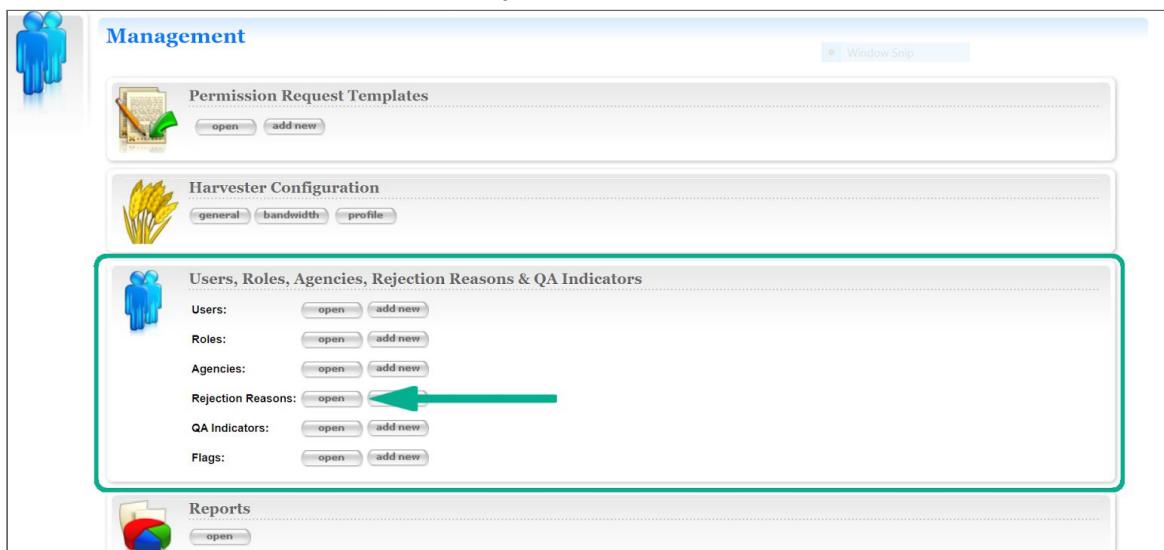 Management
Window Snip
Permission Request Templates
open add new
Harvester Configuration
general bandwidth profile
Users, Roles, Agencies, Rejection Reasons & QA Indicators
Users: open add new
Roles: open add new
Agencies: open add new
Rejection Reasons: open
QA Indicators: open add new
Flags: open add new
Reports
open